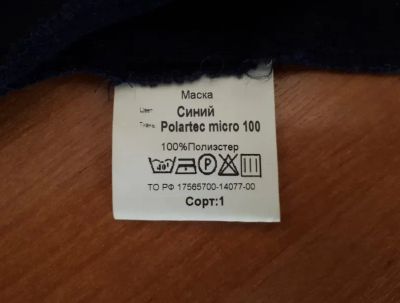 Маска
Цвет: Синий
Ткань: Polartec micro 100
100%Полиэстер
40° P
ТО РФ 17565700-14077-00
Сорт:1